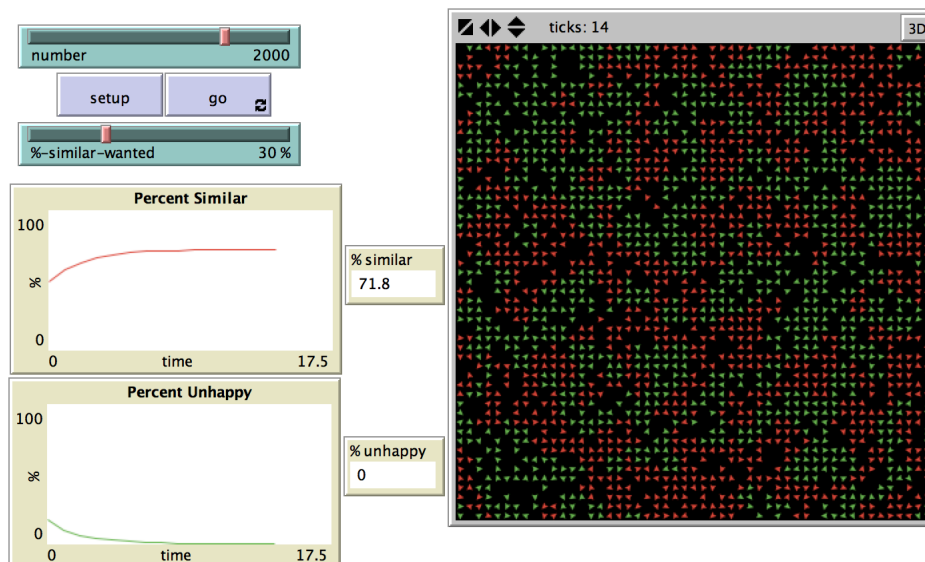 number 2000
setup
go
%-similar-wanted 30 %
Percent Similar
100
%
0
0 time 17.5
% similar
71.8
Percent Unhappy
100
%
0
0 time 17.5
% unhappy
0
ticks: 14
3D